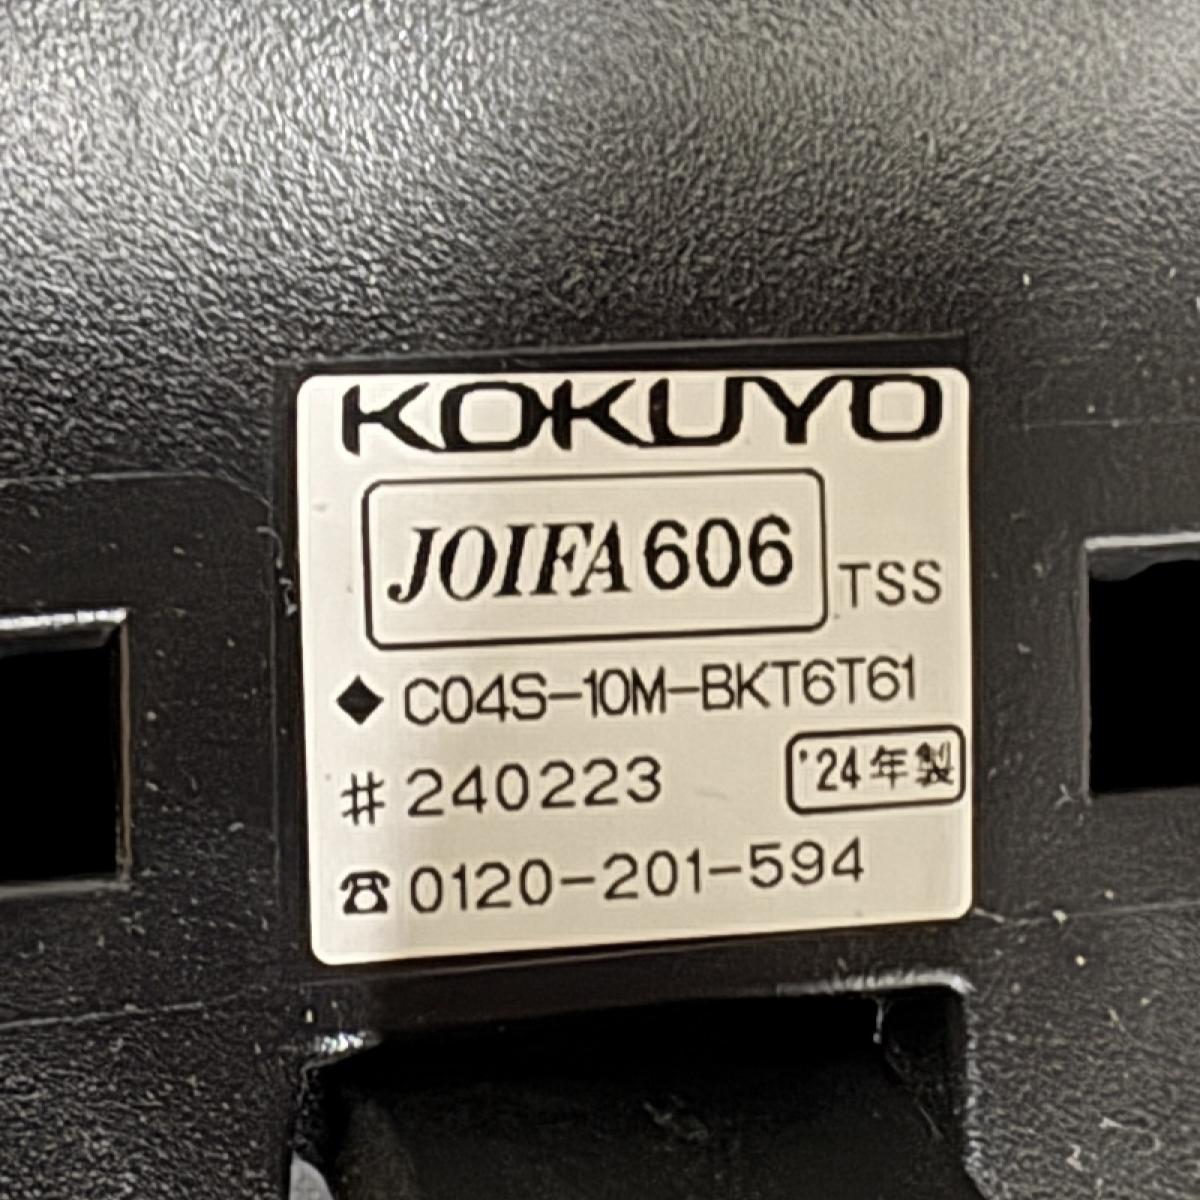 KOKUYO
JOIFA606 TSS
◆ C04S-10M-BKT6T61
# 240223 '24年製
☎ 0120-201-594